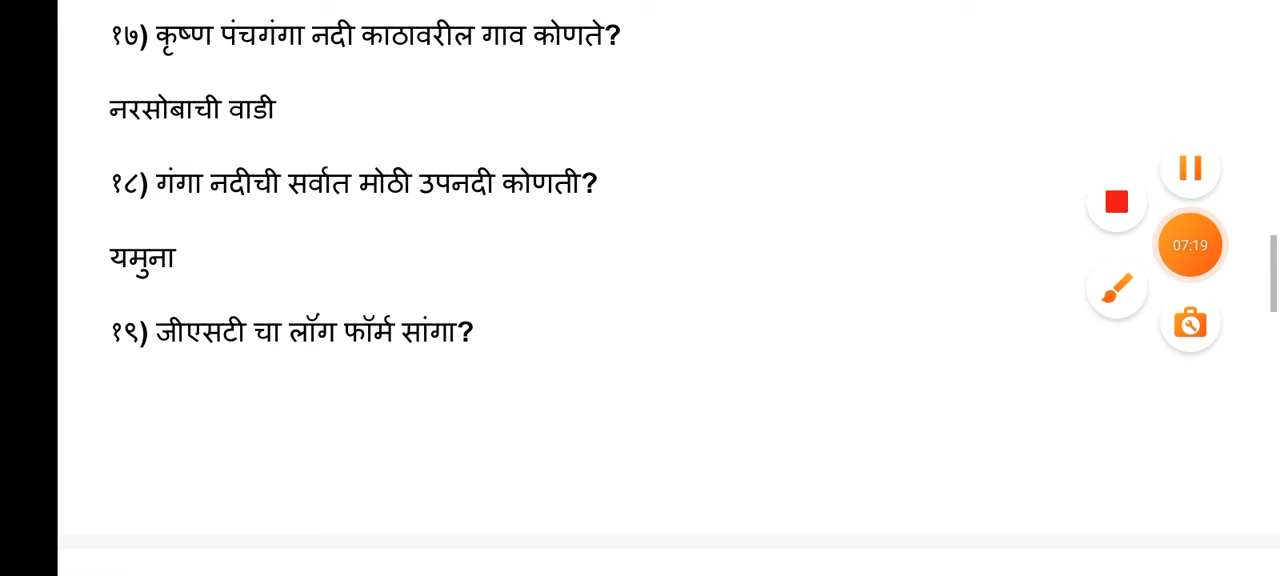 १७) कृष्ण पंचगंगा नदी काठावरील गाव कोणते?
नरसोबाची वाडी
१८) गंगा नदीची सर्वात मोठी उपनदी कोणती?
यमुना
07:19
१९) जीएसटी चा लॉग फॉर्म सांगा?